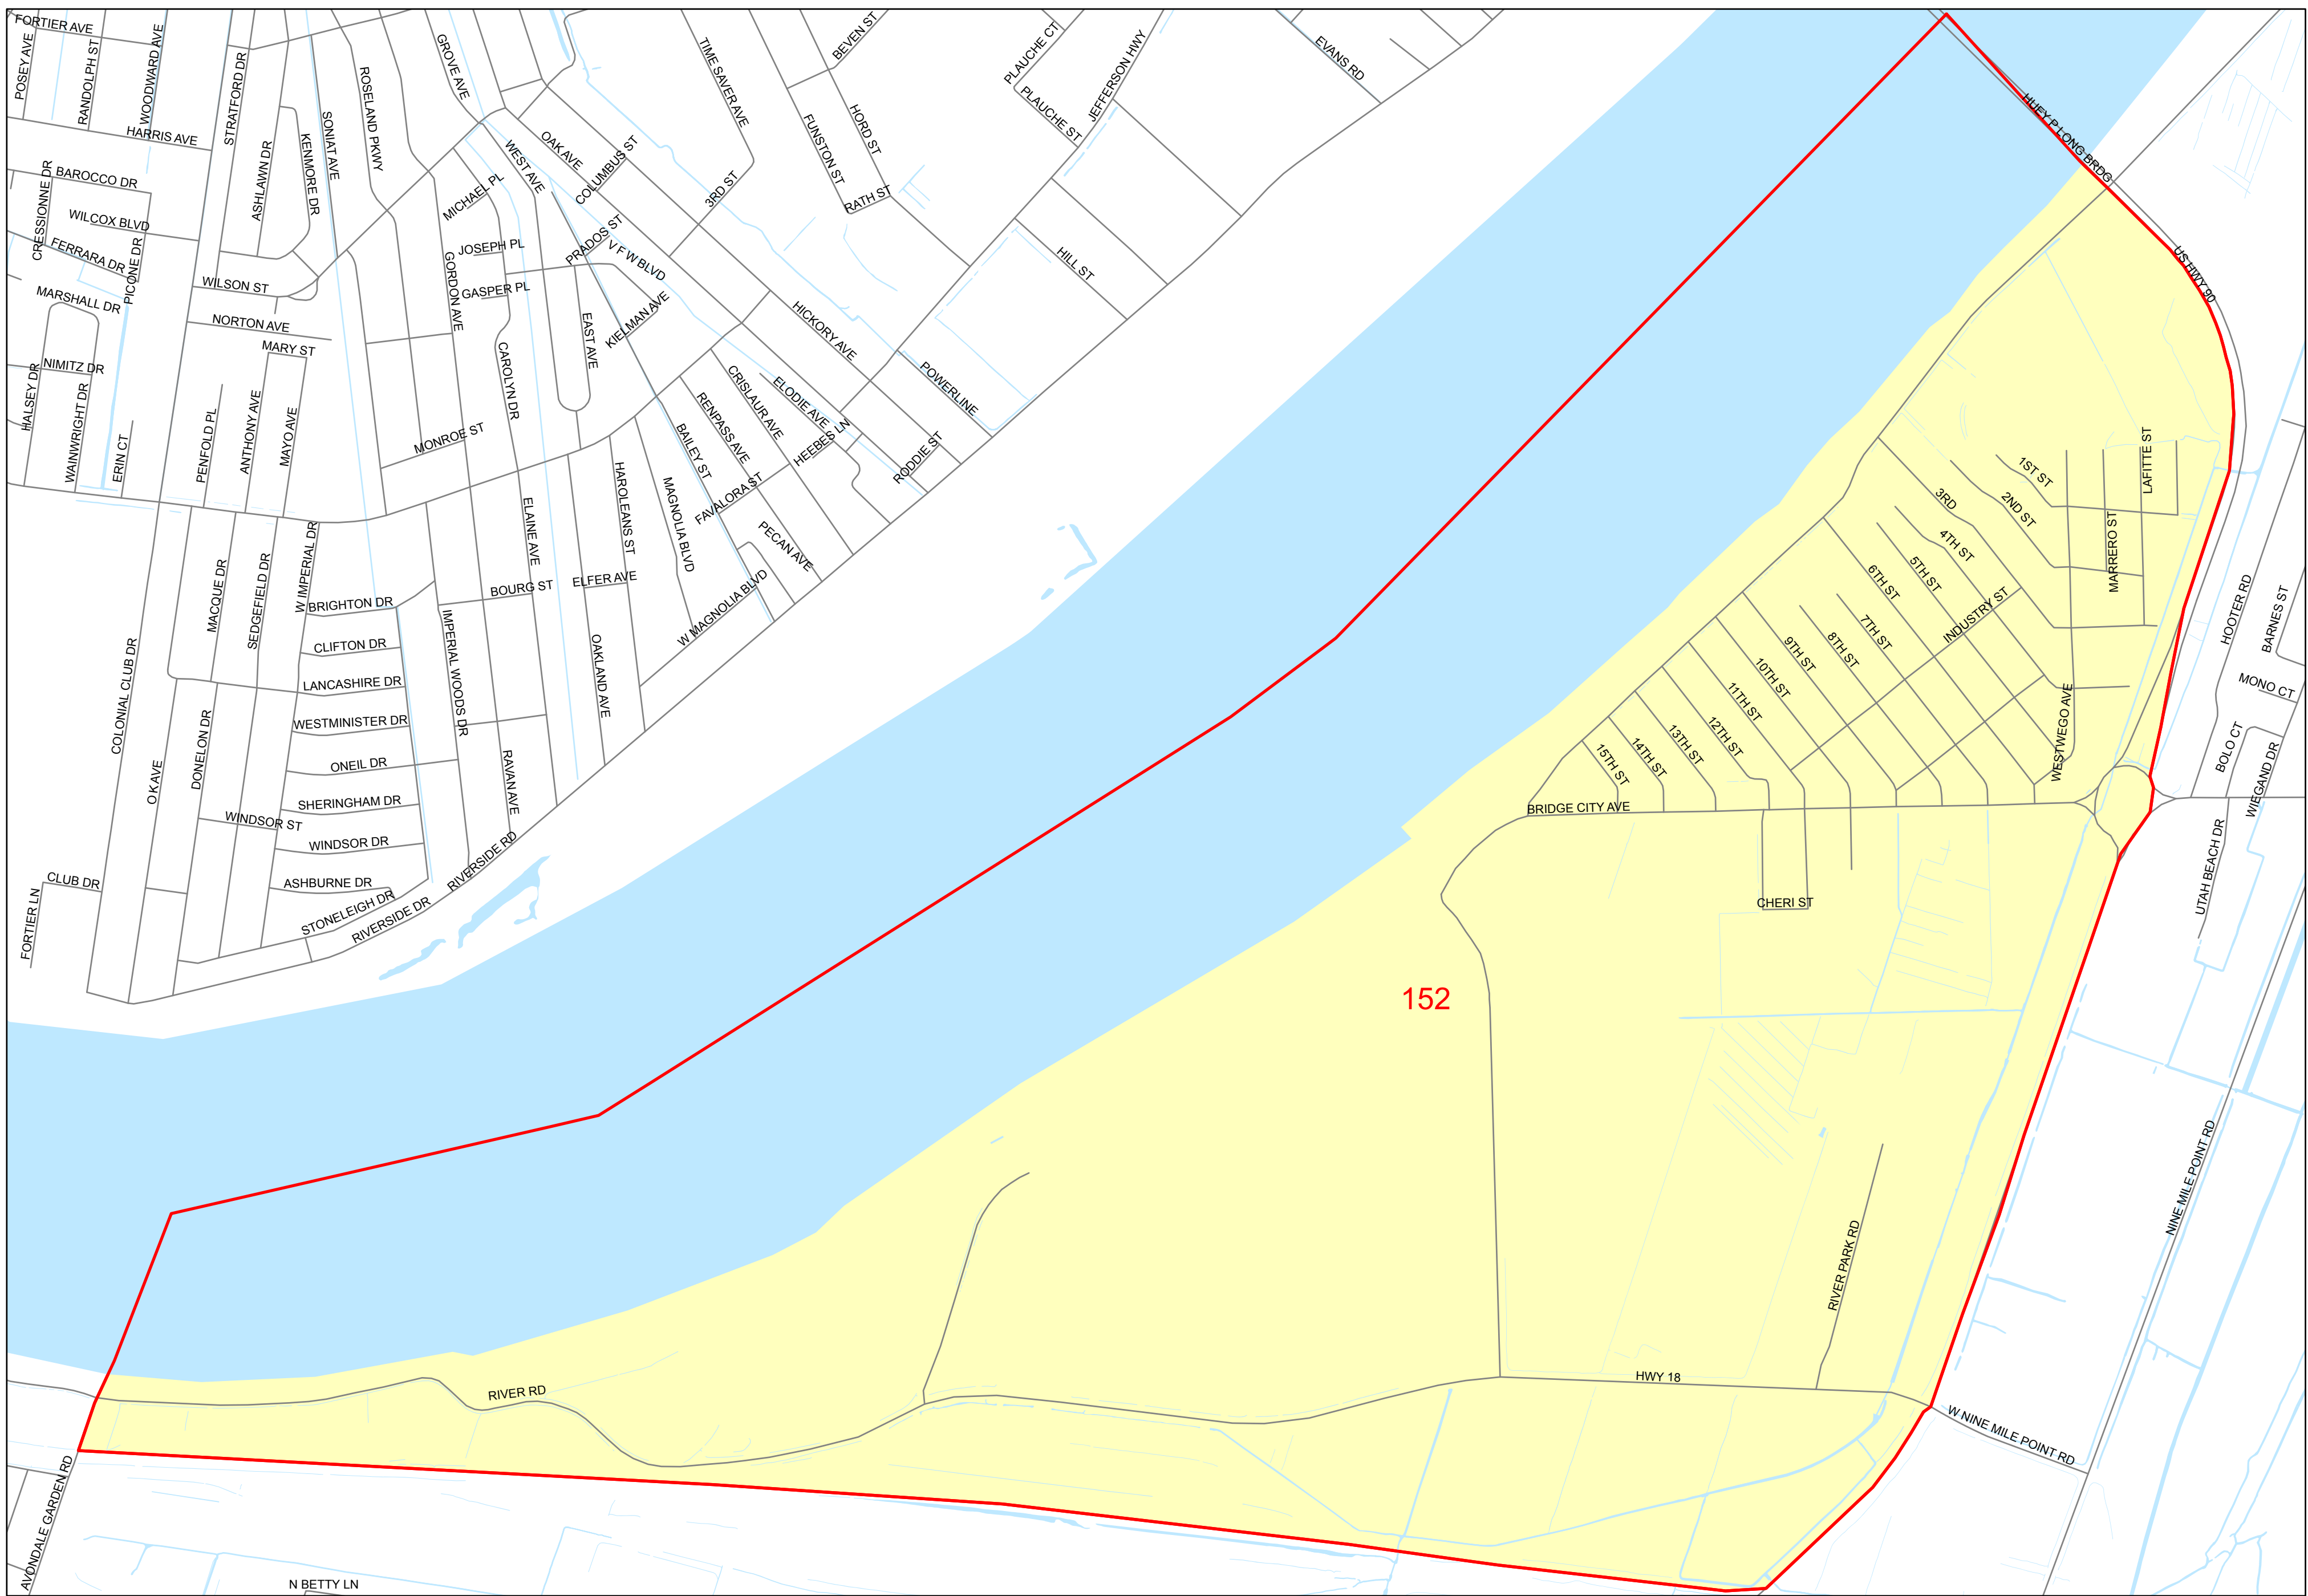 FORTIER AVE
POSEY AVE
RANDOLPH ST
WOODWARD AVE
HARRIS AVE
STRATFORD DR
ASHLAWN DR
KENMORE DR
SONIAT AVE
ROSELAND PKWY
GROVE AVE
WEST AVE
OAK AVE
COLUMBUS ST
MICHAEL PL
TIME SAVER AVE
BEVEN ST
HORD ST
FUNSTON ST
RATH ST
3RD ST
PLAUCHE CT
PLAUCHE ST
JEFFERSON HWY
EVANS RD
HUEY P LONG BRDG
US HWY 90
BAROCCO DR
CRESSIONNE DR
WILCOX BLVD
FERRARA DR
PICONE DR
MARSHALL DR
WILSON ST
NORTON AVE
MARY ST
NIMITZ DR
HALSEY DR
WAINWRIGHT DR
ERIN CT
PENFOLD PL
ANTHONY AVE
MAYO AVE
MONROE ST
GORDON AVE
JOSEPH PL
GASPER PL
CAROLYN DR
PRADOS ST
V F W BLVD
KIELMAN AVE
EAST AVE
HICKORY AVE
HILL ST
POWERLINE
CRISLAUR AVE
RENPASS AVE
ELODIE AVE
HEEBES LN
RODDIE ST
BAILEY ST
FAVALORA ST
MAGNOLIA BLVD
HAROLEANS ST
PECAN AVE
W MAGNOLIA BLVD
ELAINE AVE
BOURG ST
ELFER AVE
OAKLAND AVE
MACQUE DR
SEDGEFIELD DR
W IMPERIAL DR
BRIGHTON DR
CLIFTON DR
LANCASHIRE DR
WESTMINISTER DR
ONEIL DR
SHERINGHAM DR
WINDSOR ST
WINDSOR DR
ASHBURNE DR
STONELEIGH DR
RIVERSIDE DR
RIVERSIDE RD
IMPERIAL WOODS DR
RAVAN AVE
COLONIAL CLUB DR
O K AVE
DONELON DR
CLUB DR
FORTIER LN
1ST ST
2ND ST
3RD
4TH ST
5TH ST
6TH ST
7TH ST
8TH ST
9TH ST
10TH ST
11TH ST
12TH ST
13TH ST
14TH ST
15TH ST
LAFITTE ST
MARRERO ST
INDUSTRY ST
WESTWEGO AVE
BRIDGE CITY AVE
CHERI ST
HOOTER RD
BARNES ST
MONO CT
BOLO CT
WIEGAND DR
UTAH BEACH DR
152
NINE MILE POINT RD
RIVER PARK RD
HWY 18
W NINE MILE POINT RD
RIVER RD
AVONDALE GARDEN RD
N BETTY LN